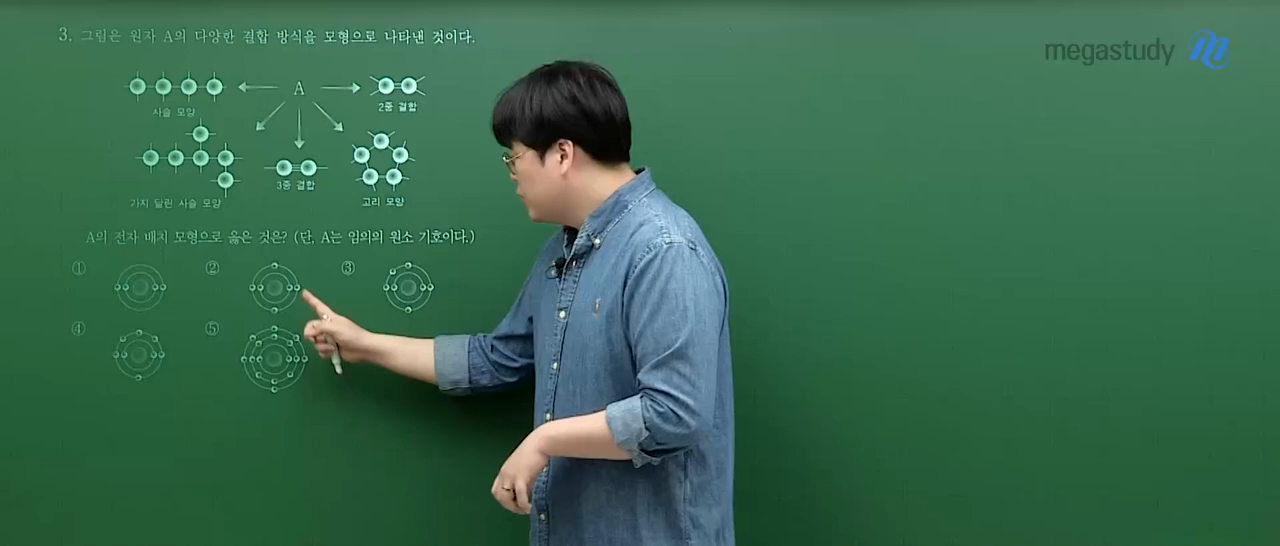 3. 그림은 원자 A의 다양한 결합 방식을 모형으로 나타낸 것이다.
megastudy
A
사슬 모양
2중 결합
가지 달린 사슬 모양
3중 결합
고리 모양
A의 전자 배치 모형으로 옳은 것은? (단, A는 임의의 원소 기호이다.)
① ② ③
④ ⑤